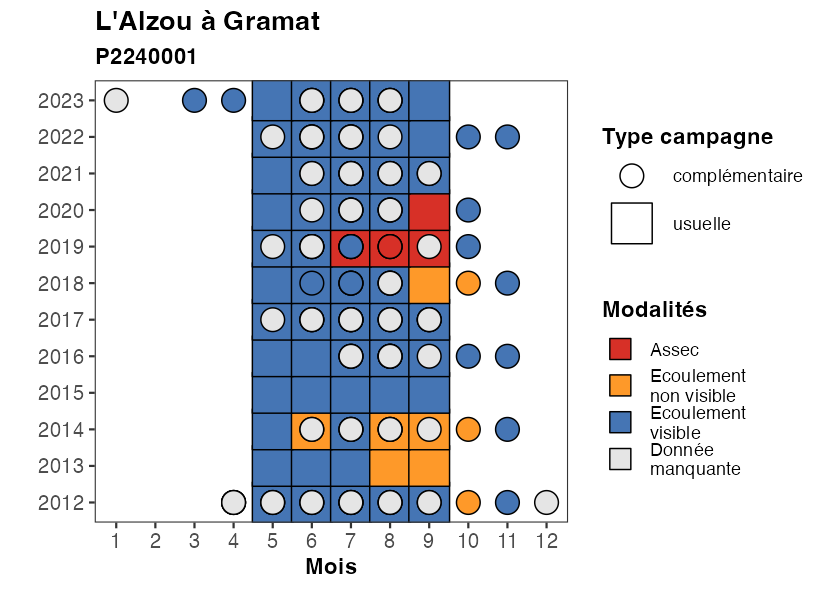 L'Alzou à Gramat
P2240001
2023
2022
2021
2020
2019
2018
2017
2016
2015
2014
2013
2012
1 2 3 4 5 6 7 8 9 10 11 12
Mois
Type campagne
complémentaire
usuelle
Modalités
Assec
Ecoulement
non visible
Ecoulement
visible
Donnée
manquante